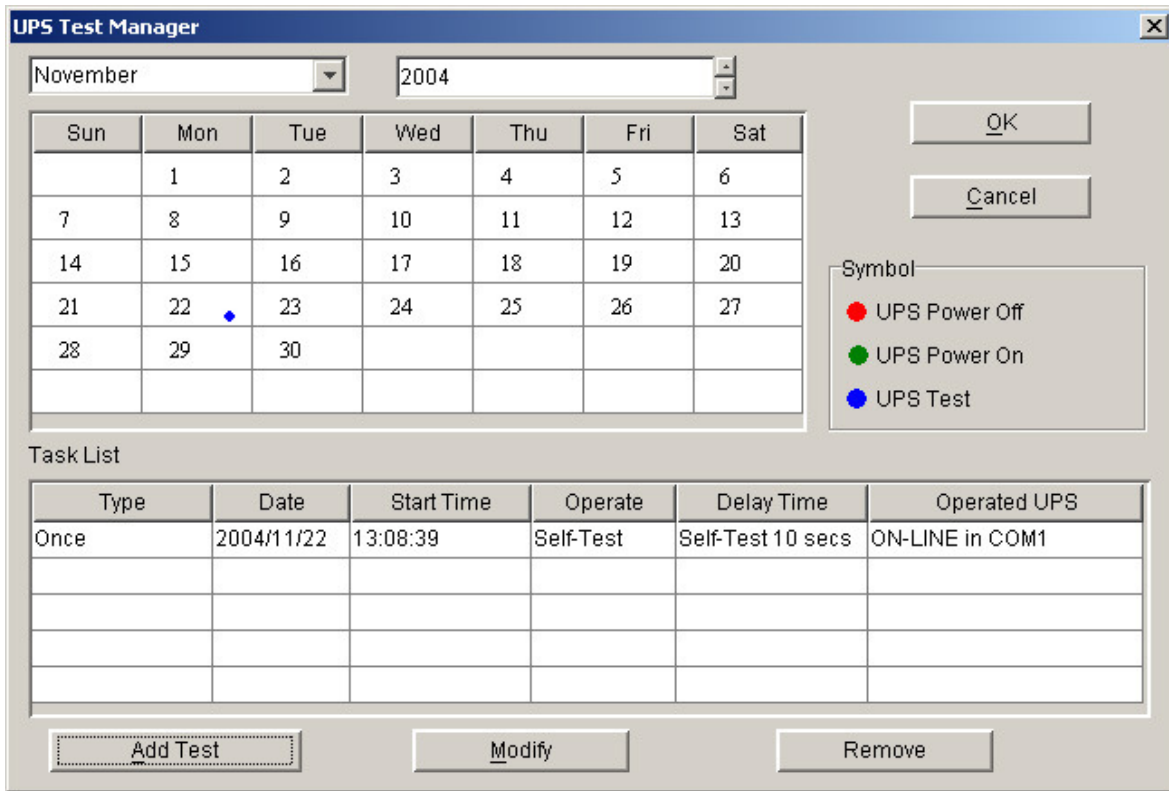 UPS Test Manager
November 2004
Sun Mon Tue Wed Thu Fri Sat
1 2 3 4 5 6
7 8 9 10 11 12 13
14 15 16 17 18 19 20
21 22 23 24 25 26 27
28 29 30
OK
Cancel
Symbol
UPS Power Off
UPS Power On
UPS Test
Task List
Type Date Start Time Operate Delay Time Operated UPS
Once 2004/11/22 13:08:39 Self-Test Self-Test 10 secs ON-LINE in COM1
Add Test Modify Remove